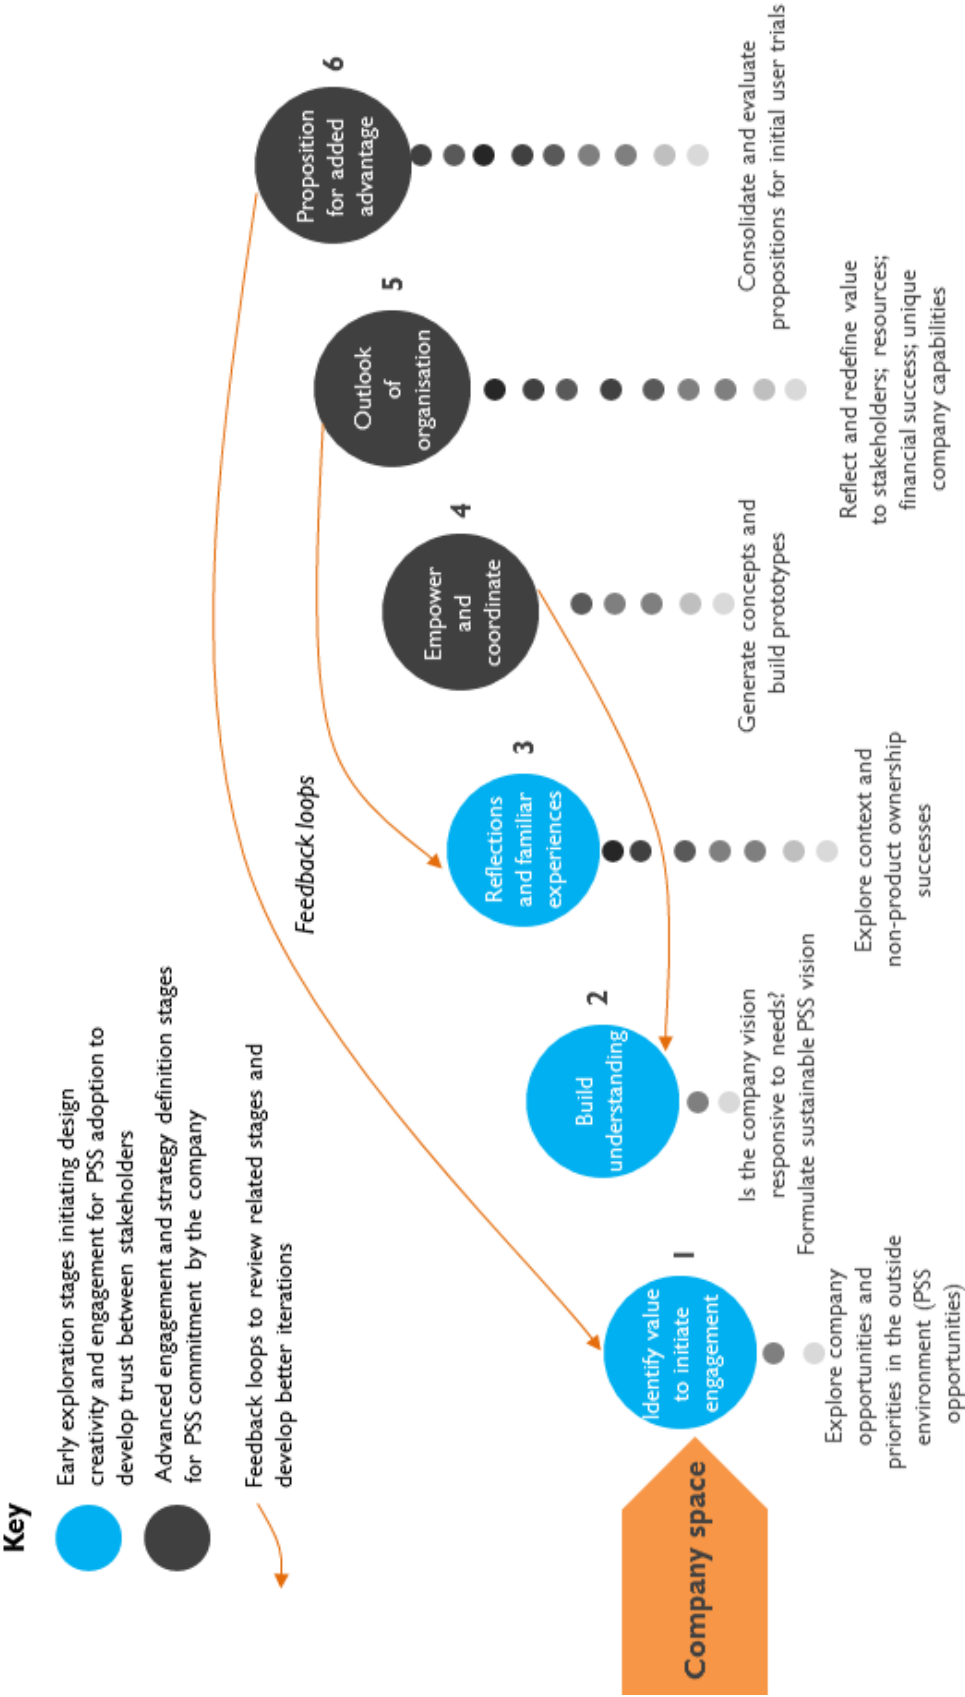 Key
Early exploration stages initiating design
creativity and engagement for PSS adoption to
develop trust between stakeholders
Advanced engagement and strategy definition stages
for PSS commitment by the company
Feedback loops to review related stages and
develop better iterations
Feedback loops
Company space
Identify value
to initiate
engagement
1
Explore company
opportunities and
priorities in the outside
environment (PSS
opportunities)
Build
understanding
2
Is the company vision
responsive to needs?
Formulate sustainable PSS vision
Reflections
and familiar
experiences
3
Explore context and
non-product ownership
successes
Empower
and
coordinate
4
Generate concepts and
build prototypes
Outlook
of
organisation
5
Reflect and redefine value
to stakeholders; resources;
financial success; unique
company capabilities
Proposition
for added
advantage
6
Consolidate and evaluate
propositions for initial user trials